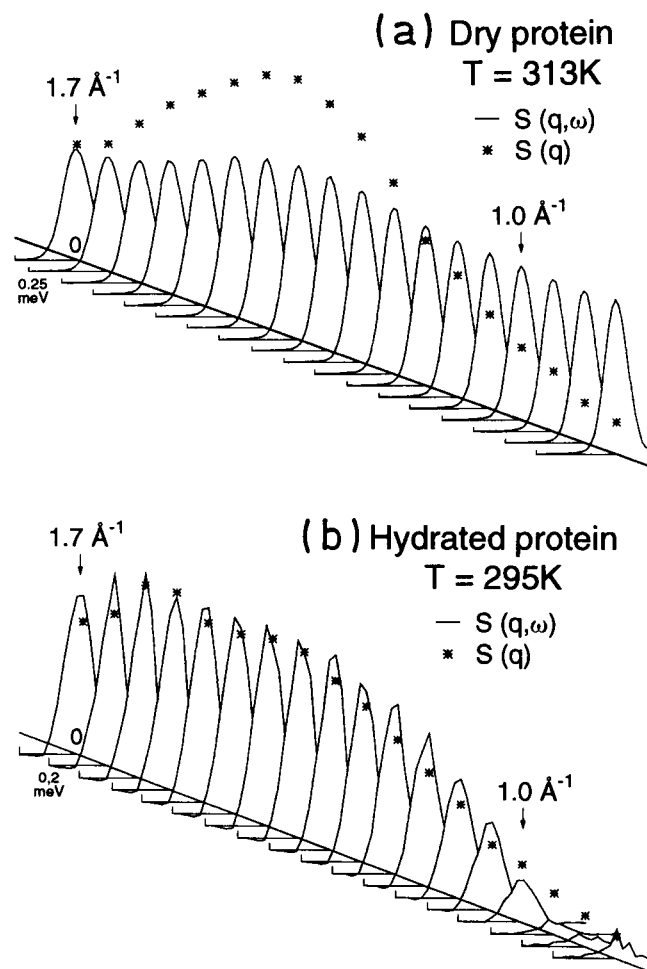 (a) Dry protein
T = 313K
1.7 Å⁻¹
— S (q,ω)
* S (q)
1.0 Å⁻¹
0
0.25
meV
(b) Hydrated protein
T = 295K
1.7 Å⁻¹
— S (q,ω)
* S (q)
0
0,2
meV
1.0 Å⁻¹